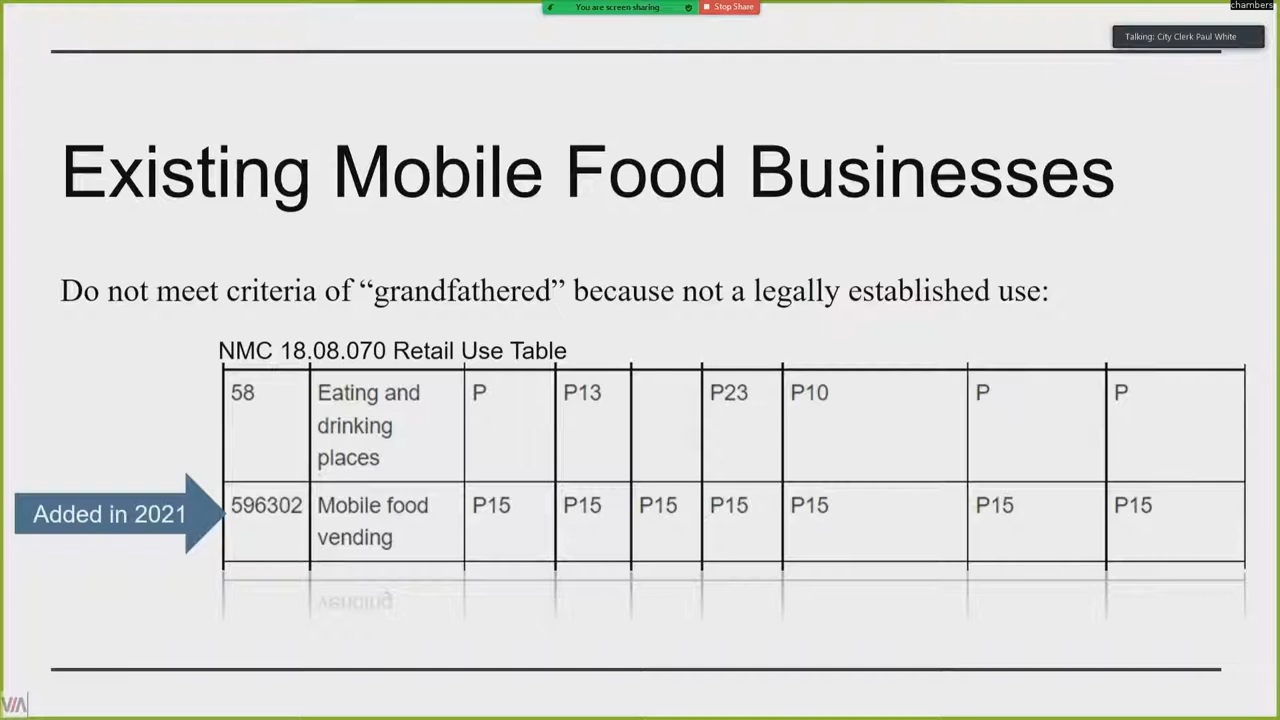 You are screen sharing Stop Share
chambers
Talking: City Clerk Paul White
Existing Mobile Food Businesses
Do not meet criteria of “grandfathered” because not a legally established use:
NMC 18.08.070 Retail Use Table
58 Eating and P P13 P23 P10 P P
drinking
places
Added in 2021
596302 Mobile food P15 P15 P15 P15 P15 P15 P15
vending
vending
VIA